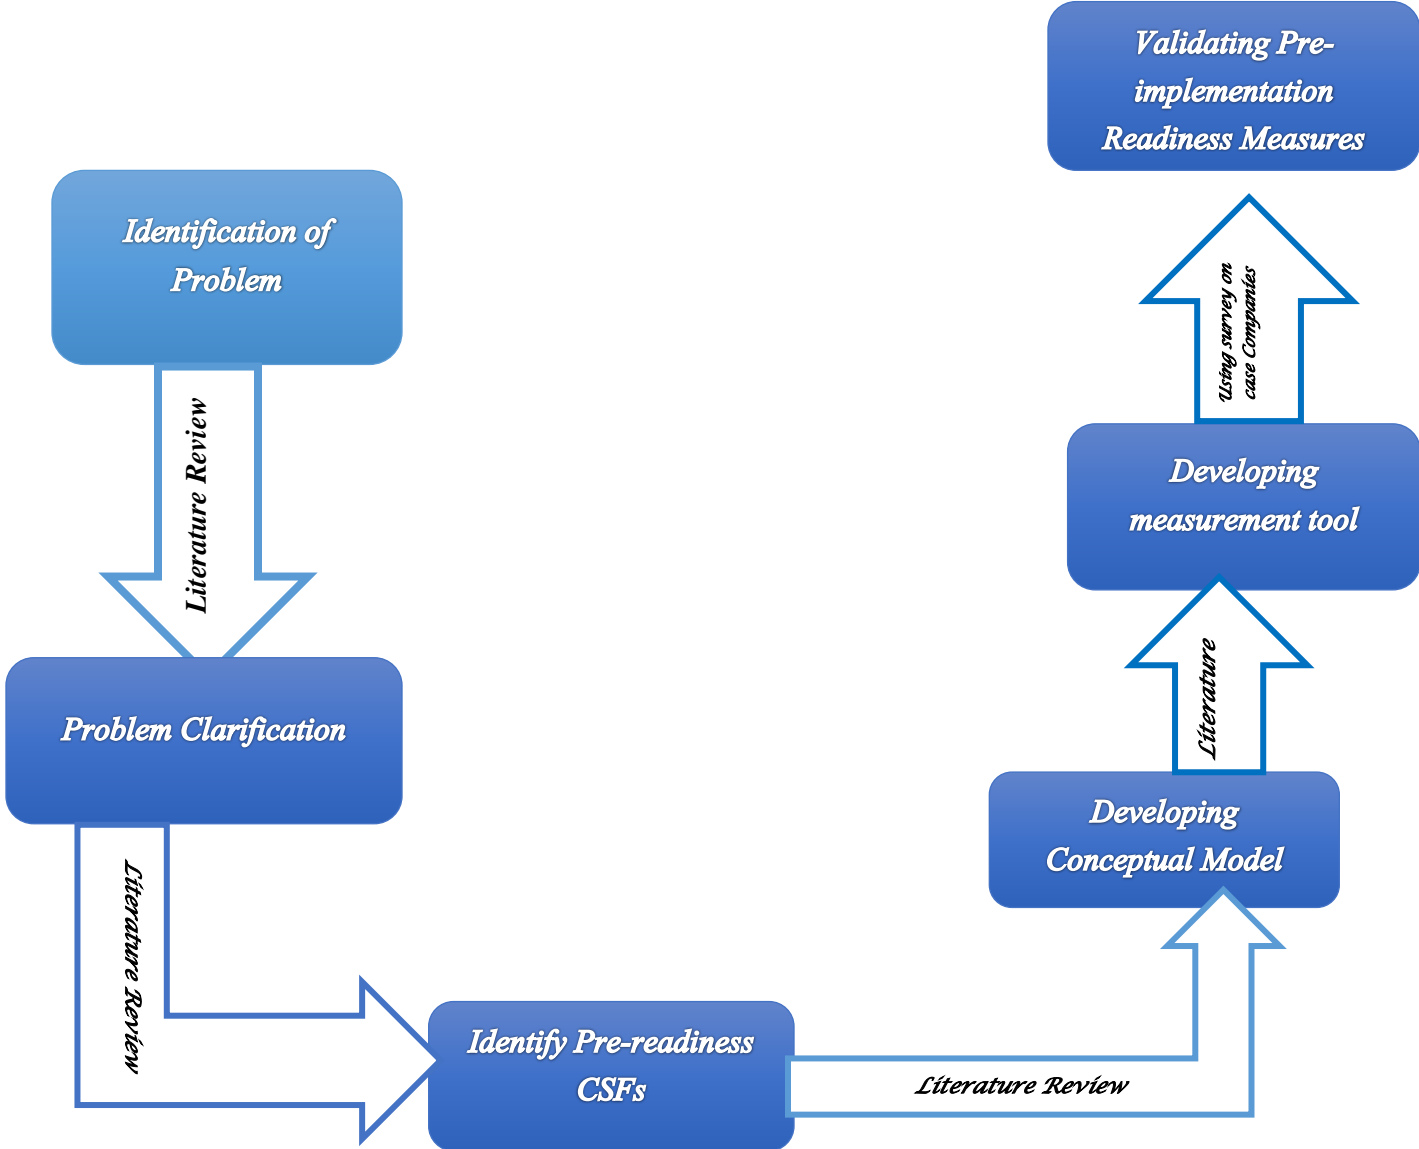 Identification of
Problem
Literature Review
Problem Clarification
Literature Review
Identify Pre-readiness
CSFs
Literature Review
Developing
Conceptual Model
Literature
Developing
measurement tool
Using survey on
case Companies
Validating Pre-
implementation
Readiness Measures